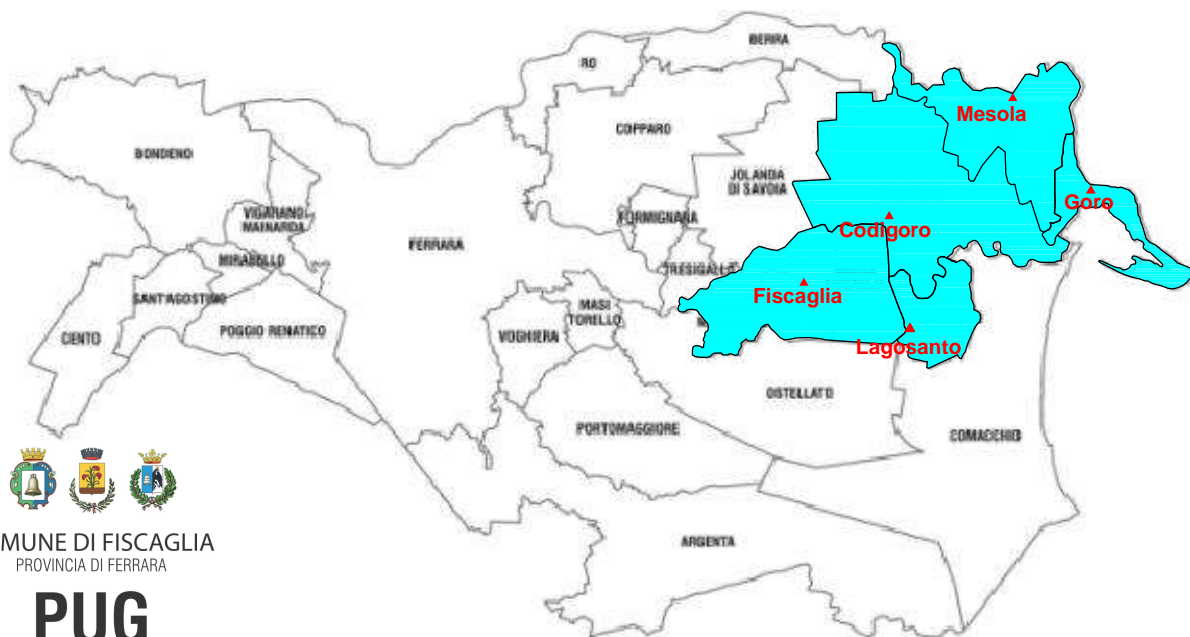 BERRA
RO
COPPARO
BONDENO
Mesola
JOLANDA
DI SAVOIA
Goro
VIGARANO
MAINARDA
FORMIGNANA
FERRARA
Codigoro
MIRABELLO
TRESIGALLO
Fiscaglia
SANT'AGOSTINO
MASI
TORELLO
POGGIO RENATICO
VOGHIERA
CENTO
M
Lagosanto
OSTELLATO
PORTOMAGGIORE
COMACCHIO
ARGENTA
MUNE DI FISCAGLIA
PROVINCIA DI FERRARA
PUG